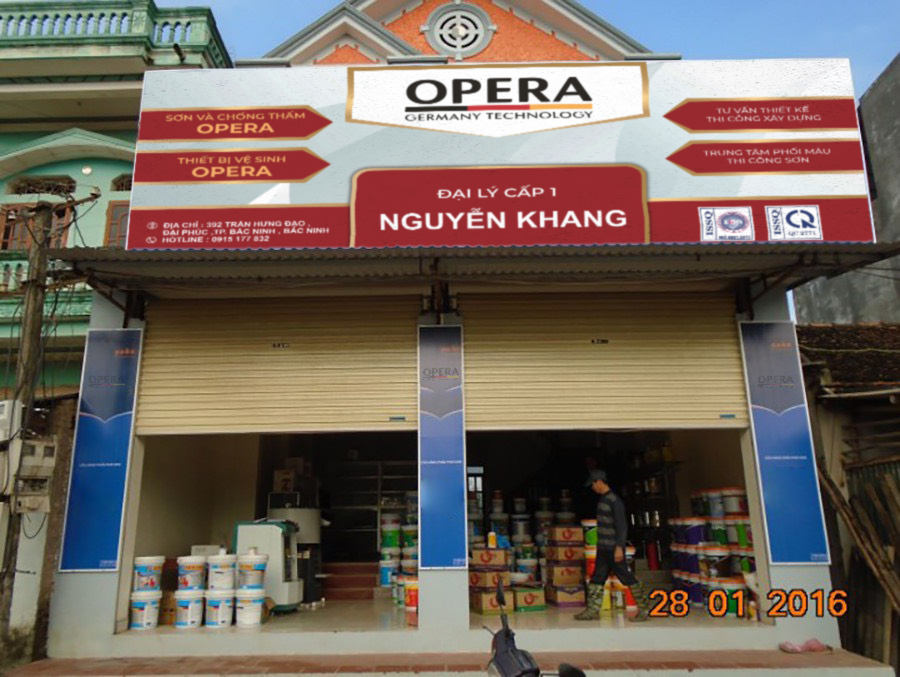 OPERA
GERMANY TECHNOLOGY
SƠN VÀ CHỐNG THẤM
OPERA
THIẾT BỊ VỆ SINH
OPERA
TƯ VẤN THIẾT KẾ
THI CÔNG XÂY DỰNG
TRUNG TÂM PHỐI MÀU
THI CÔNG SƠN
ĐẠI LÝ CẤP 1
NGUYỄN KHANG
ĐỊA CHỈ : 392 TRẦN HƯNG ĐẠO ,
ĐẠI PHÚC ,TP. BẮC NINH , BẮC NINH
HOTLINE : 0915 177 832
ISSQ
ISSQ
OPERA
OPERA
OPERA
28 01 2016